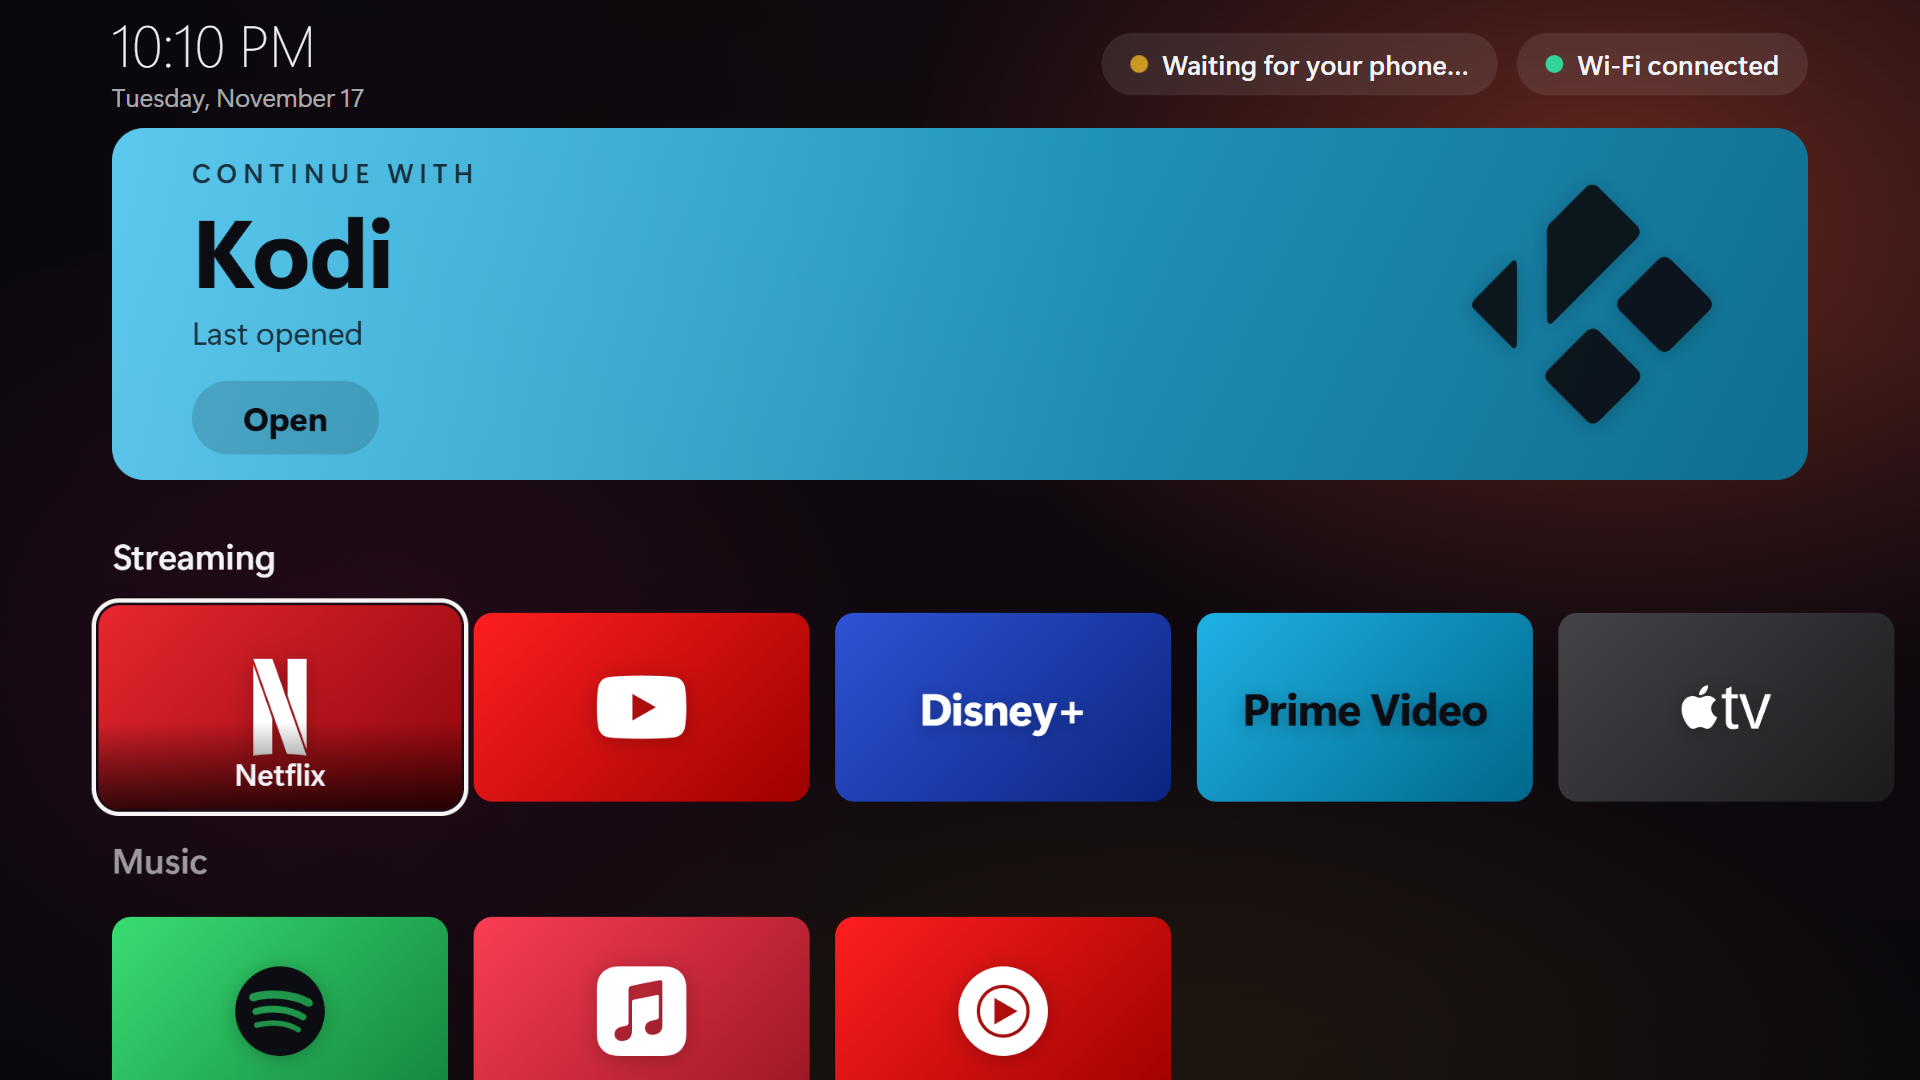 10:10 PM
Tuesday, November 17
Waiting for your phone...
Wi-Fi connected
CONTINUE WITH
Kodi
Last opened
Open
Streaming
Netflix
Disney+
Prime Video
tv
Music